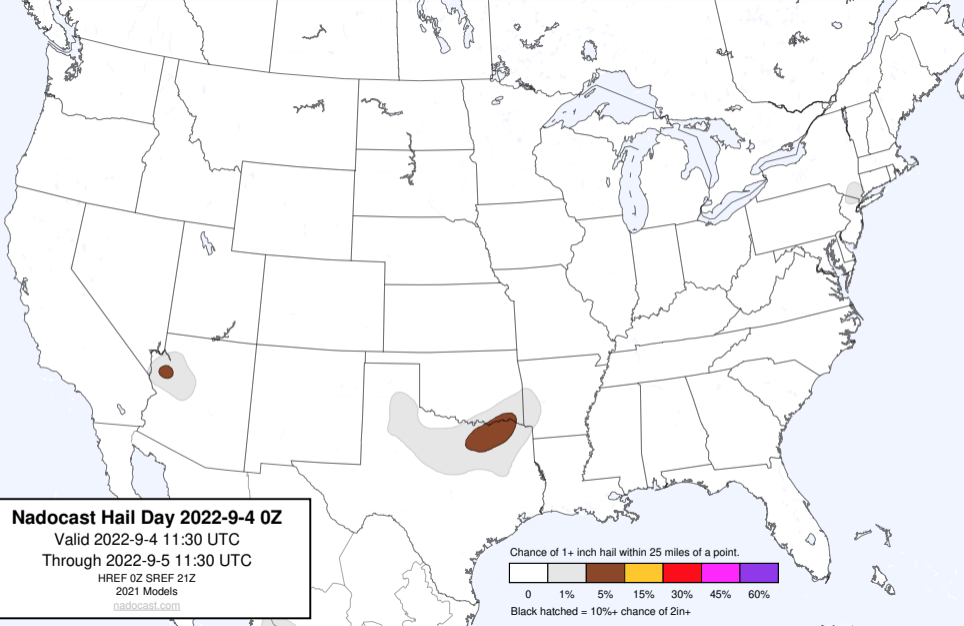 Nadocast Hail Day 2022-9-4 0Z
Valid 2022-9-4 11:30 UTC
Through 2022-9-5 11:30 UTC
HREF 0Z SREF 21Z
2021 Models
nadocast.com
Chance of 1+ inch hail within 25 miles of a point.
0 1% 5% 15% 30% 45% 60%
Black hatched = 10%+ chance of 2in+